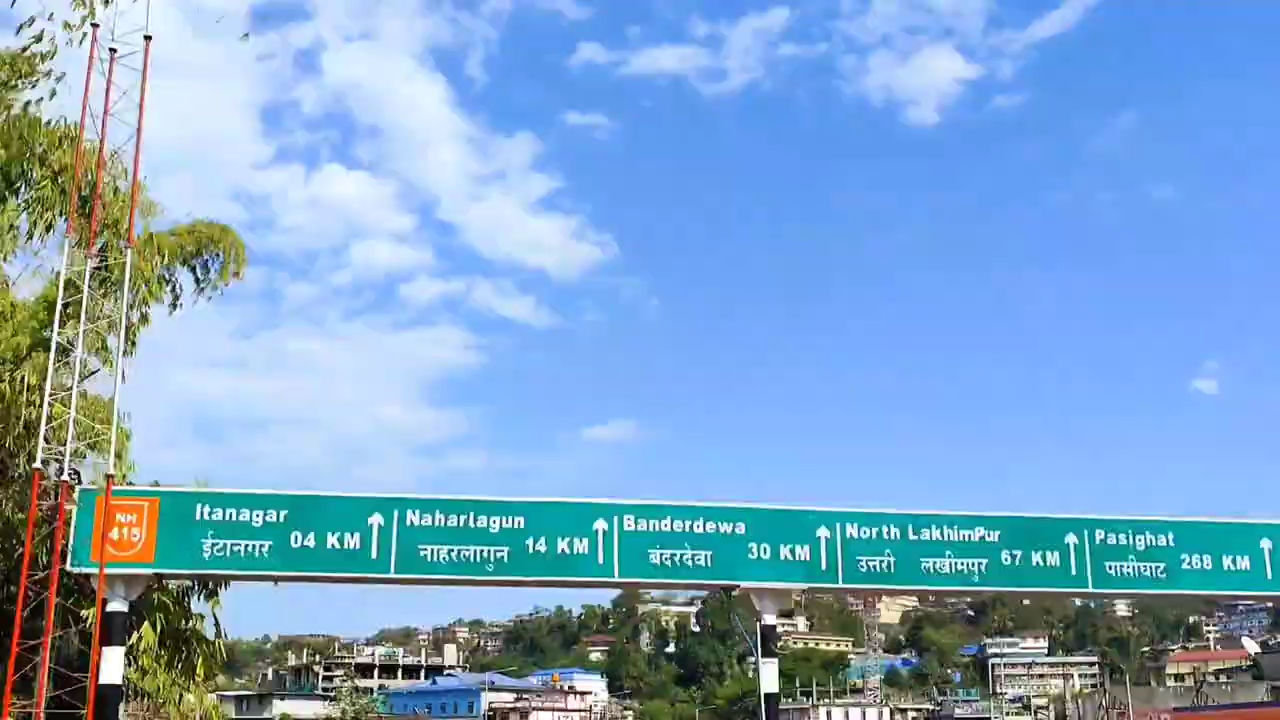 NH
415
Itanagar
ईटानगर 04 KM
Naharlagun
नाहरलागुन 14 KM
Banderdewa
बंदरदेवा 30 KM
North LakhimPur
उत्तरी लखीमपुर 67 KM
Pasighat
पासीघाट 268 KM